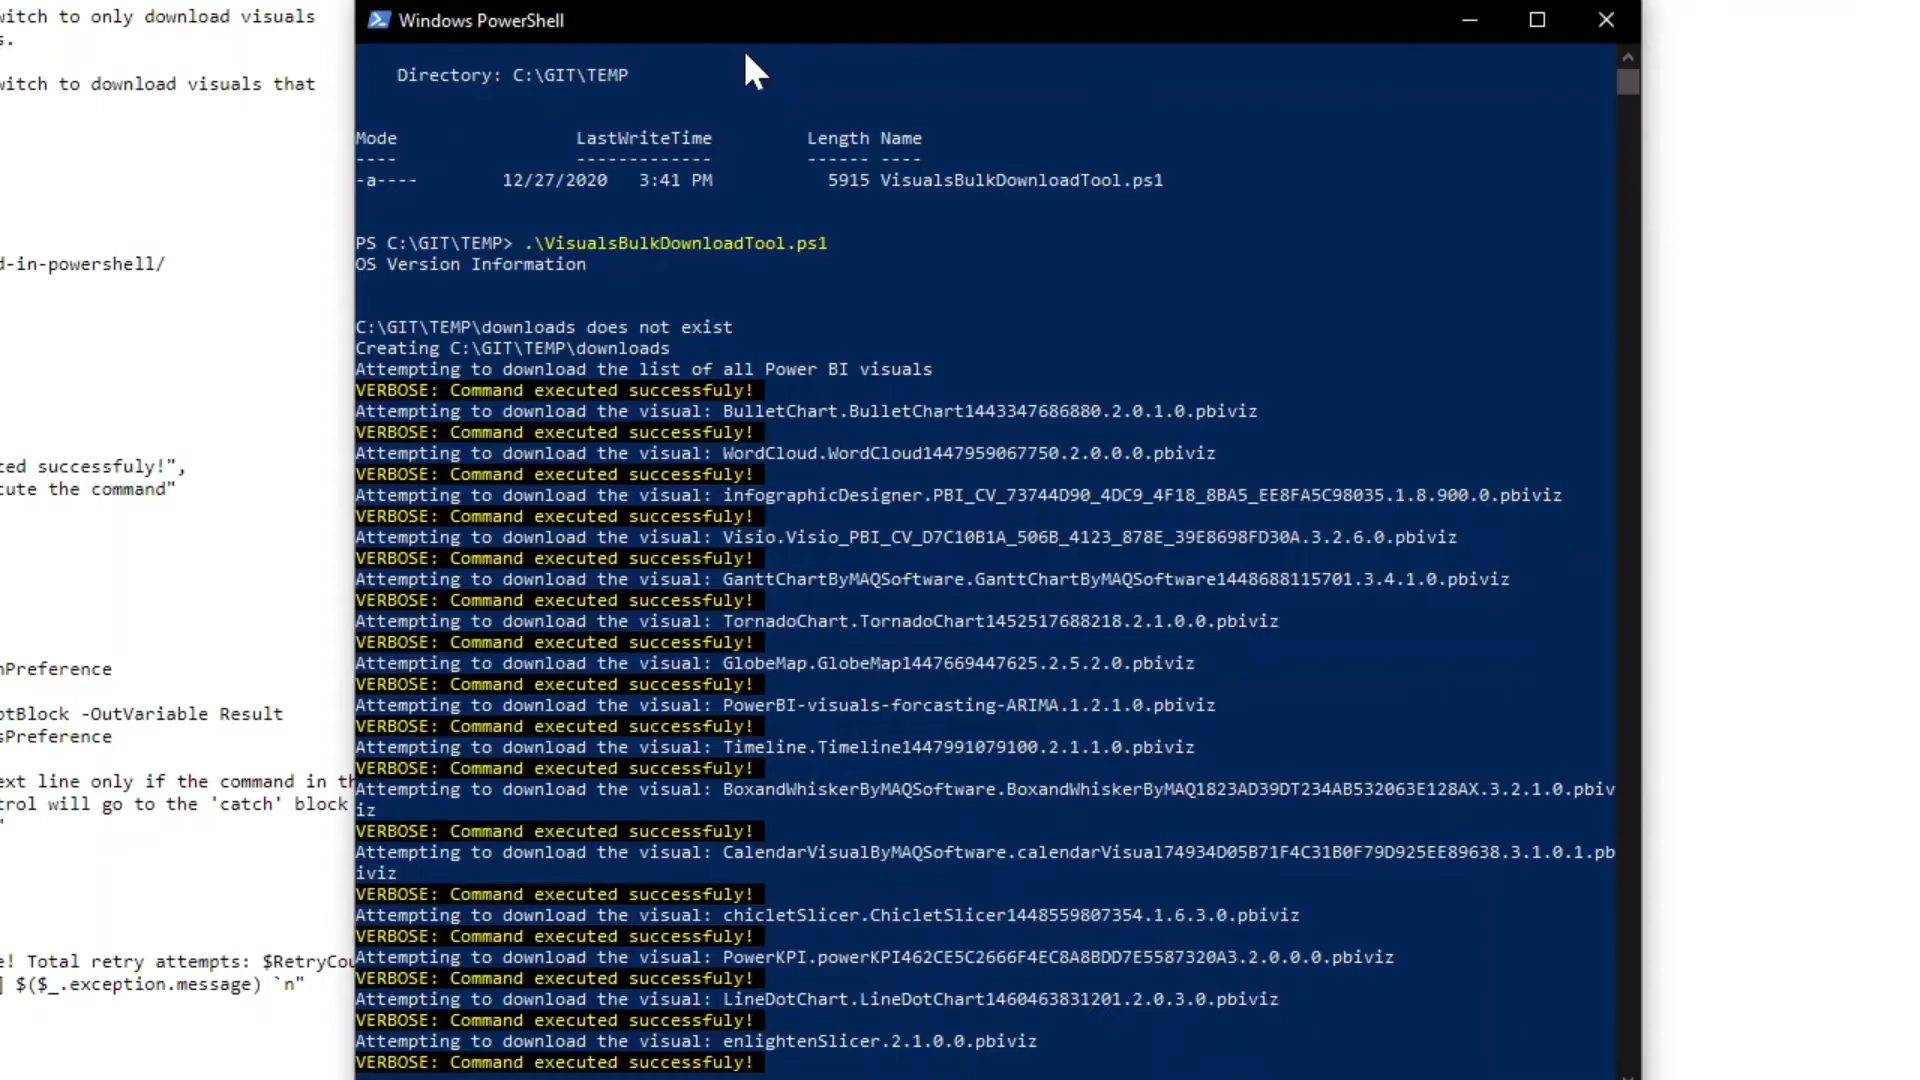 witch to only download visuals
s.
witch to download visuals that
d-in-powershell/
ted successfuly!",
cute the command"
nPreference
ptBlock -OutVariable Result
sPreference
ext line only if the command in th
trol will go to the 'catch' block
"
e! Total retry attempts: $RetryCou
] $($_.exception.message) `n"
Windows PowerShell
Directory: C:\GIT\TEMP
Mode LastWriteTime Length Name
---- ------------- ------ ----
-a---- 12/27/2020 3:41 PM 5915 VisualsBulkDownloadTool.ps1
PS C:\GIT\TEMP> .\VisualsBulkDownloadTool.ps1
OS Version Information
C:\GIT\TEMP\downloads does not exist
Creating C:\GIT\TEMP\downloads
Attempting to download the list of all Power BI visuals
VERBOSE: Command executed successfuly!
Attempting to download the visual: BulletChart.BulletChart1443347686880.2.0.1.0.pbiviz
VERBOSE: Command executed successfuly!
Attempting to download the visual: WordCloud.WordCloud1447959067750.2.0.0.0.pbiviz
VERBOSE: Command executed successfuly!
Attempting to download the visual: infographicDesigner.PBI_CV_73744D90_4DC9_4F18_8BA5_EE8FA5C98035.1.8.900.0.pbiviz
VERBOSE: Command executed successfuly!
Attempting to download the visual: Visio.Visio_PBI_CV_D7C10B1A_506B_4123_878E_39E8698FD30A.3.2.6.0.pbiviz
VERBOSE: Command executed successfuly!
Attempting to download the visual: GanttChartByMAQSoftware.GanttChartByMAQSoftware1448688115701.3.4.1.0.pbiviz
VERBOSE: Command executed successfuly!
Attempting to download the visual: TornadoChart.TornadoChart1452517688218.2.1.0.0.pbiviz
VERBOSE: Command executed successfuly!
Attempting to download the visual: GlobeMap.GlobeMap1447669447625.2.5.2.0.pbiviz
VERBOSE: Command executed successfuly!
Attempting to download the visual: PowerBI-visuals-forcasting-ARIMA.1.2.1.0.pbiviz
VERBOSE: Command executed successfuly!
Attempting to download the visual: Timeline.Timeline1447991079100.2.1.1.0.pbiviz
VERBOSE: Command executed successfuly!
Attempting to download the visual: BoxandWhiskerByMAQSoftware.BoxandWhiskerByMAQ1823AD39DT234AB532063E128AX.3.2.1.0.pbiv
iz
VERBOSE: Command executed successfuly!
Attempting to download the visual: CalendarVisualByMAQSoftware.calendarVisual74934D05B71F4C31B0F79D925EE89638.3.1.0.1.pb
iviz
VERBOSE: Command executed successfuly!
Attempting to download the visual: chicletSlicer.ChicletSlicer1448559807354.1.6.3.0.pbiviz
VERBOSE: Command executed successfuly!
Attempting to download the visual: PowerKPI.powerKPI462CE5C2666F4EC8A8BDD7E5587320A3.2.0.0.0.pbiviz
VERBOSE: Command executed successfuly!
Attempting to download the visual: LineDotChart.LineDotChart1460463831201.2.0.3.0.pbiviz
VERBOSE: Command executed successfuly!
Attempting to download the visual: enlightenSlicer.2.1.0.0.pbiviz
VERBOSE: Command executed successfuly!